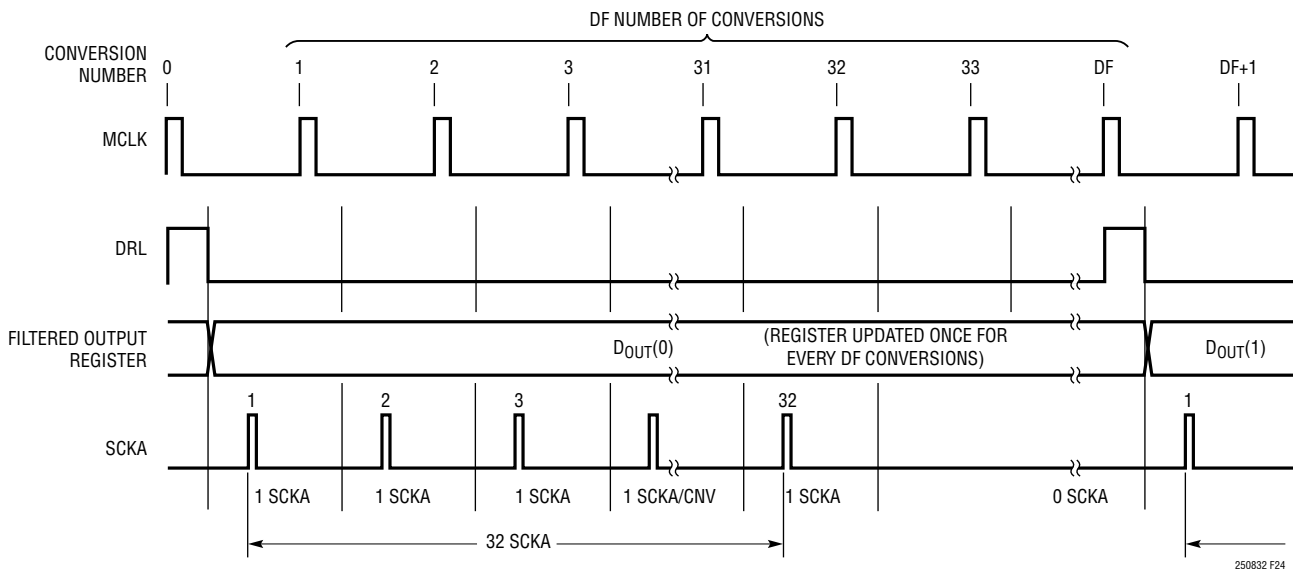 DF NUMBER OF CONVERSIONS
CONVERSION
NUMBER
0 1 2 3 31 32 33 DF DF+1
MCLK
DRL
FILTERED OUTPUT
REGISTER
DOUT(0)
(REGISTER UPDATED ONCE FOR
EVERY DF CONVERSIONS)
DOUT(1)
1 2 3 32 1
SCKA
1 SCKA 1 SCKA 1 SCKA 1 SCKA/CNV 1 SCKA 0 SCKA
32 SCKA
250832 F24